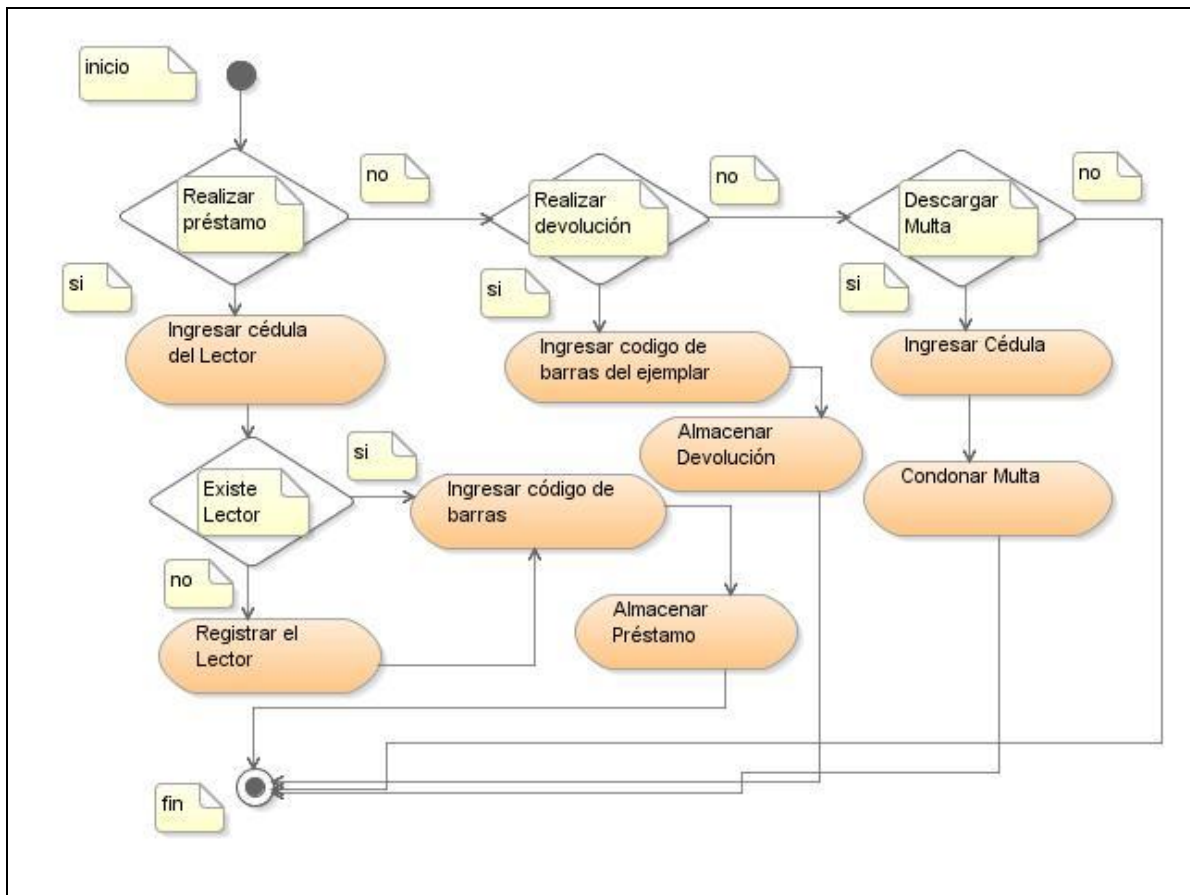 inicio
no
no
no
Realizar
préstamo
Realizar
devolución
Descargar
Multa
si
si
si
Ingresar cédula
del Lector
Ingresar codigo de
barras del ejemplar
Ingresar Cédula
Almacenar
Devolución
si
Existe
Lector
Ingresar código de
barras
Condonar Multa
no
Registrar el
Lector
Almacenar
Préstamo
fin